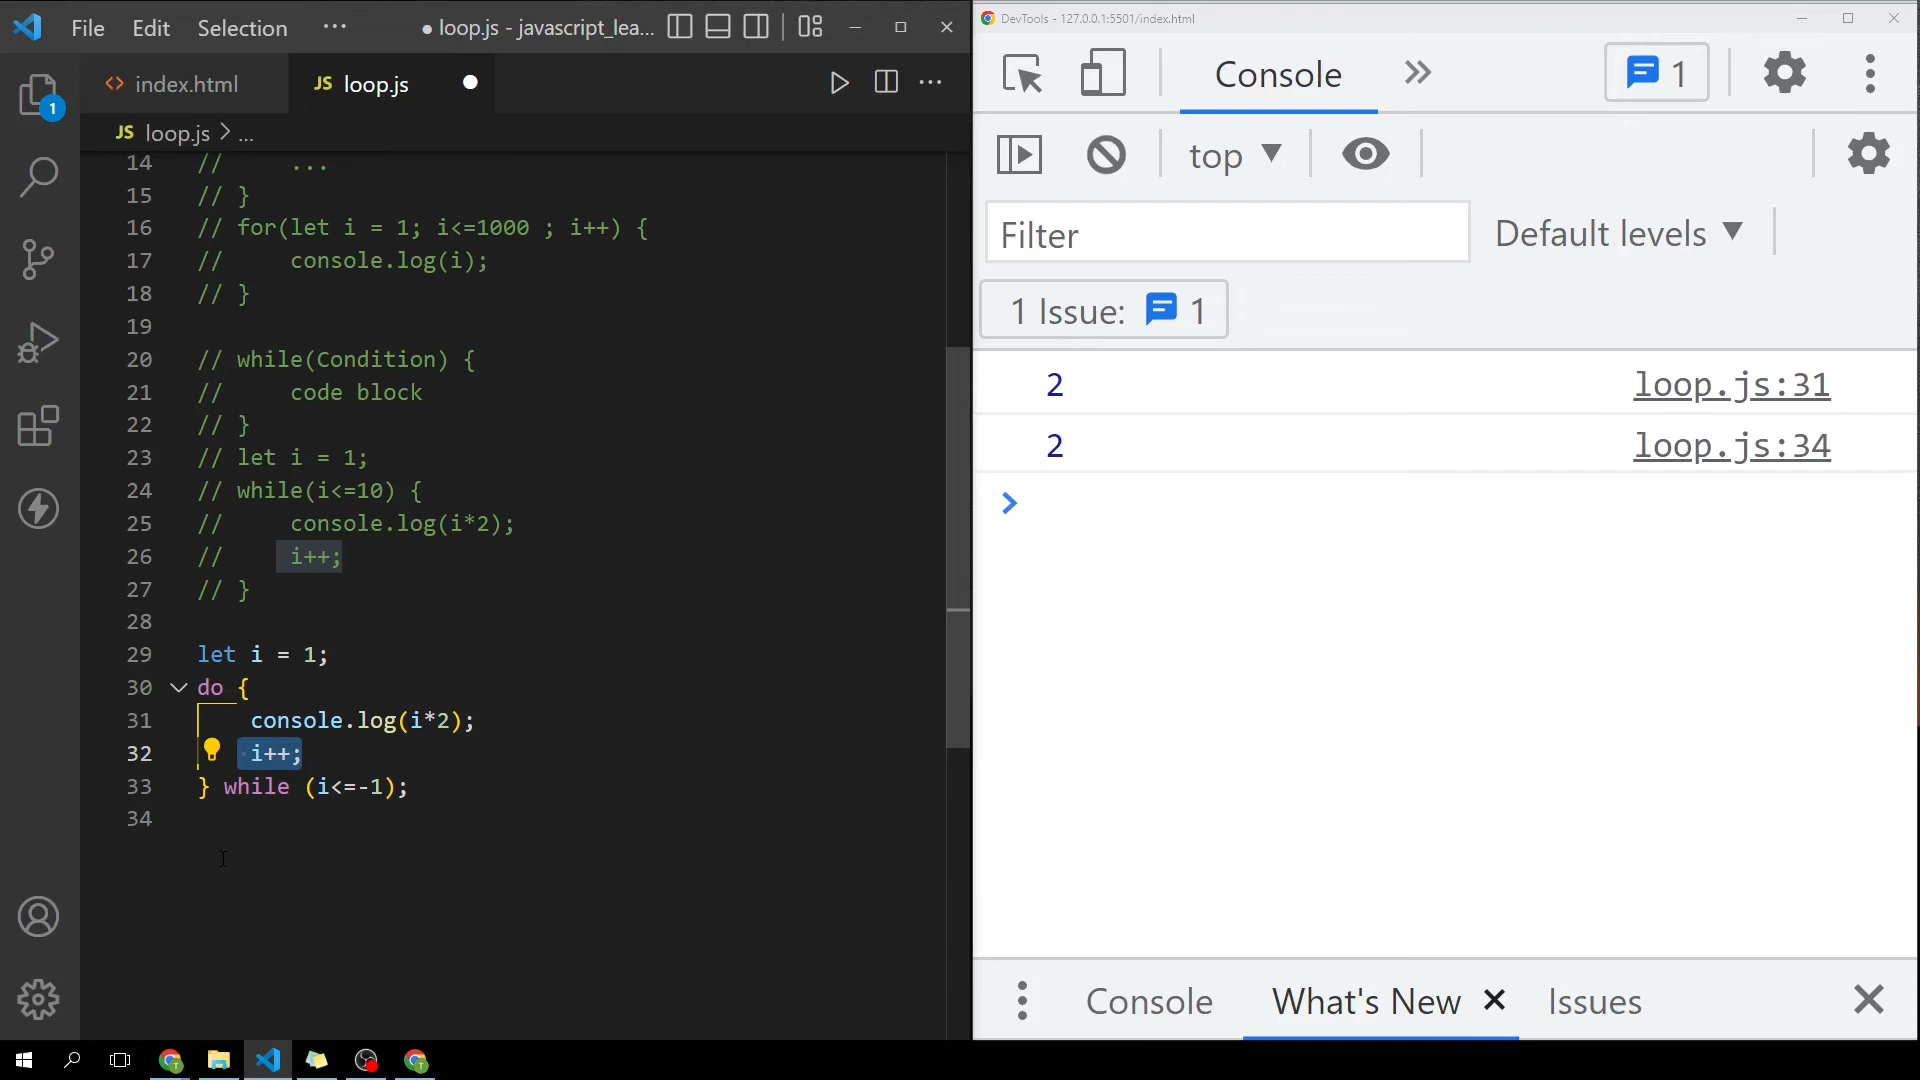 File Edit Selection ···
● loop.js - javascript_lea...
index.html
JS loop.js
JS loop.js > ...
1
14 //     ...
15 // }
16 // for(let i = 1; i<=1000 ; i++) {
17 //     console.log(i);
18 // }
19
20 // while(Condition) {
21 //     code block
22 // }
23 // let i = 1;
24 // while(i<=10) {
25 //     console.log(i*2);
26 //     i++;
27 // }
28
29 let i = 1;
30 do {
31     console.log(i*2);
32     i++;
33 } while (i<=-1);
34
DevTools - 127.0.0.1:5501/index.html
Console
1
top
Filter
Default levels
1 Issue: 1
2 loop.js:31
2 loop.js:34
Console What's New Issues